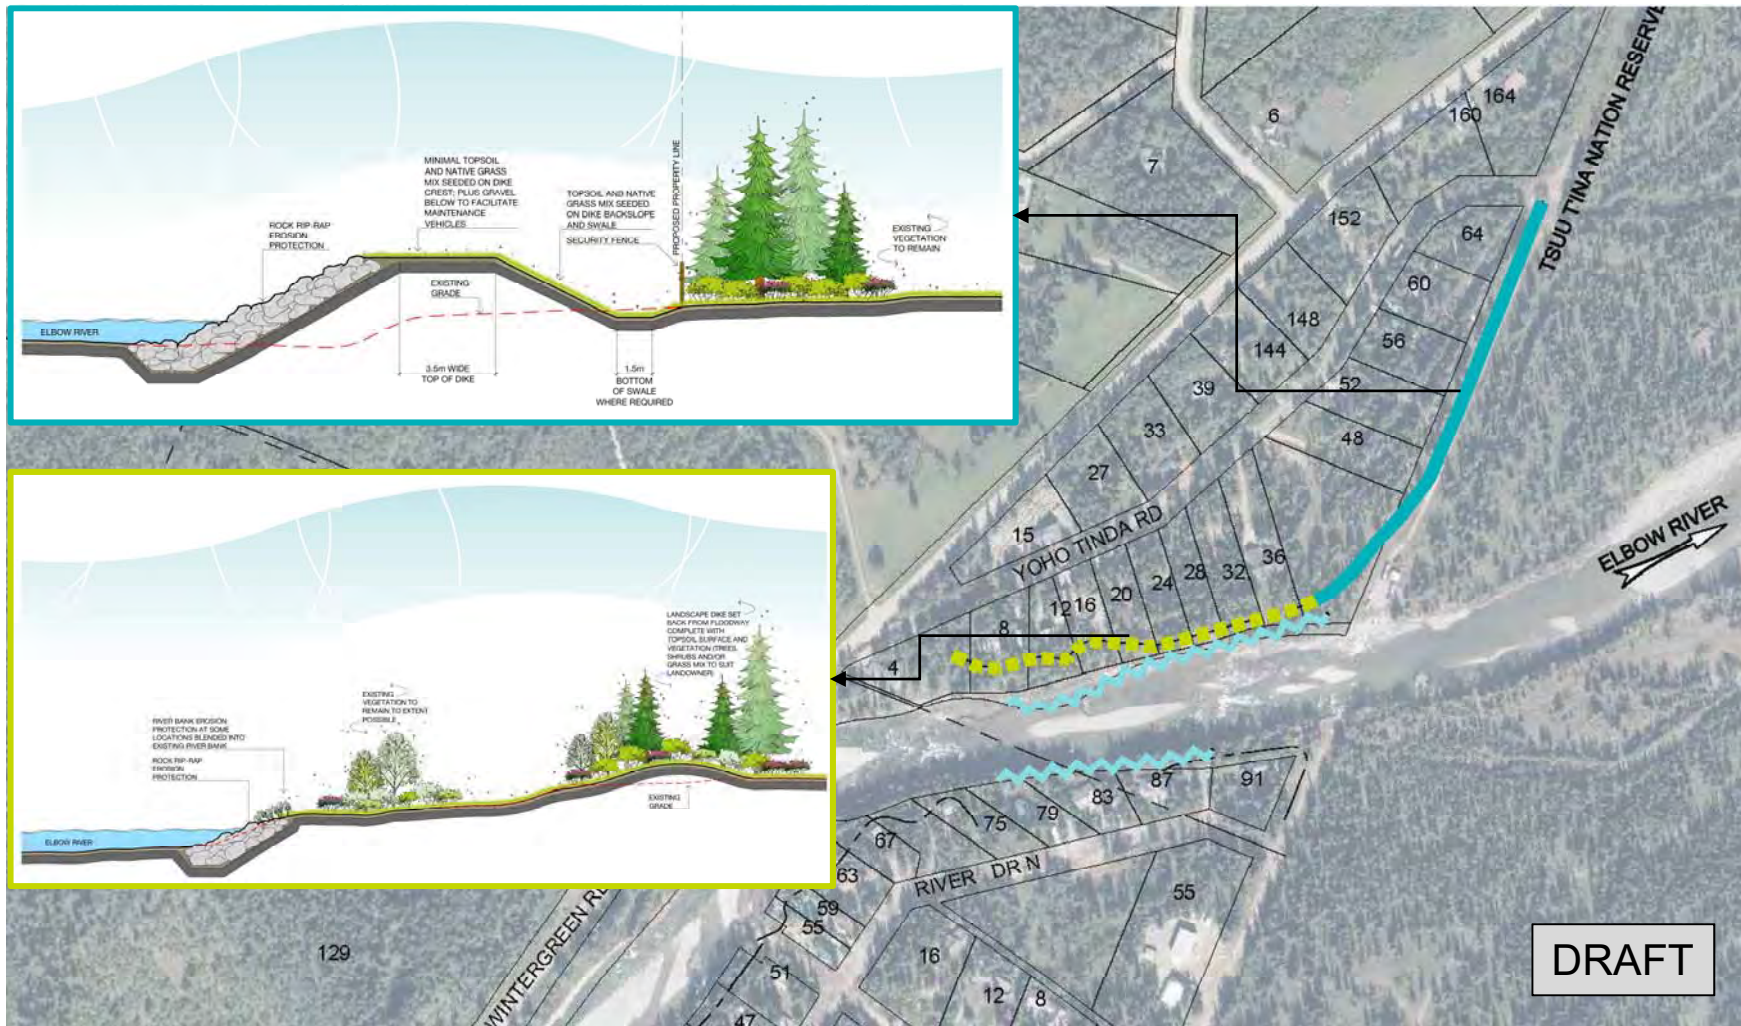 MINIMAL TOPSOIL
AND NATIVE GRASS
MIX SEEDED ON DIKE
CREST; PLUS GRAVEL
BELOW TO FACILITATE
MAINTENANCE
VEHICLES
ROCK RIP-RAP
EROSION
PROTECTION
TOPSOIL AND NATIVE
GRASS MIX SEEDED
ON DIKE BACKSLOPE
AND SWALE
SECURITY FENCE
PROPOSED PROPERTY LINE
EXISTING
VEGETATION
TO REMAIN
EXISTING
GRADE
ELBOW RIVER
3.5m WIDE
TOP OF DIKE
1.5m
BOTTOM
OF SWALE
WHERE REQUIRED
LANDSCAPE DIKE SET
BACK FROM FLOODWAY
COMPLETE WITH
TOPSOIL SURFACE AND
VEGETATION (TREES,
SHRUBS AND/OR
GRASS MIX TO SUIT
LANDOWNER)
EXISTING
VEGETATION TO
REMAIN TO EXTENT
POSSIBLE
RIVER BANK EROSION
PROTECTION AT SOME
LOCATIONS BLENDED INTO
EXISTING RIVER BANK
ROCK RIP-RAP
EROSION
PROTECTION
EXISTING
GRADE
ELBOW RIVER
TSUU TINA NATION RESERVE
6
7
164
160
152
64
60
148
56
144
52
39
48
33
27
15
YOHO TINDA RD
36
32
28
24
20
16
12
8
4
ELBOW RIVER
91
87
83
79
75
67
63
59
55
RIVER DR N
55
51
47
16
12
8
129
WINTERGREEN
DRAFT